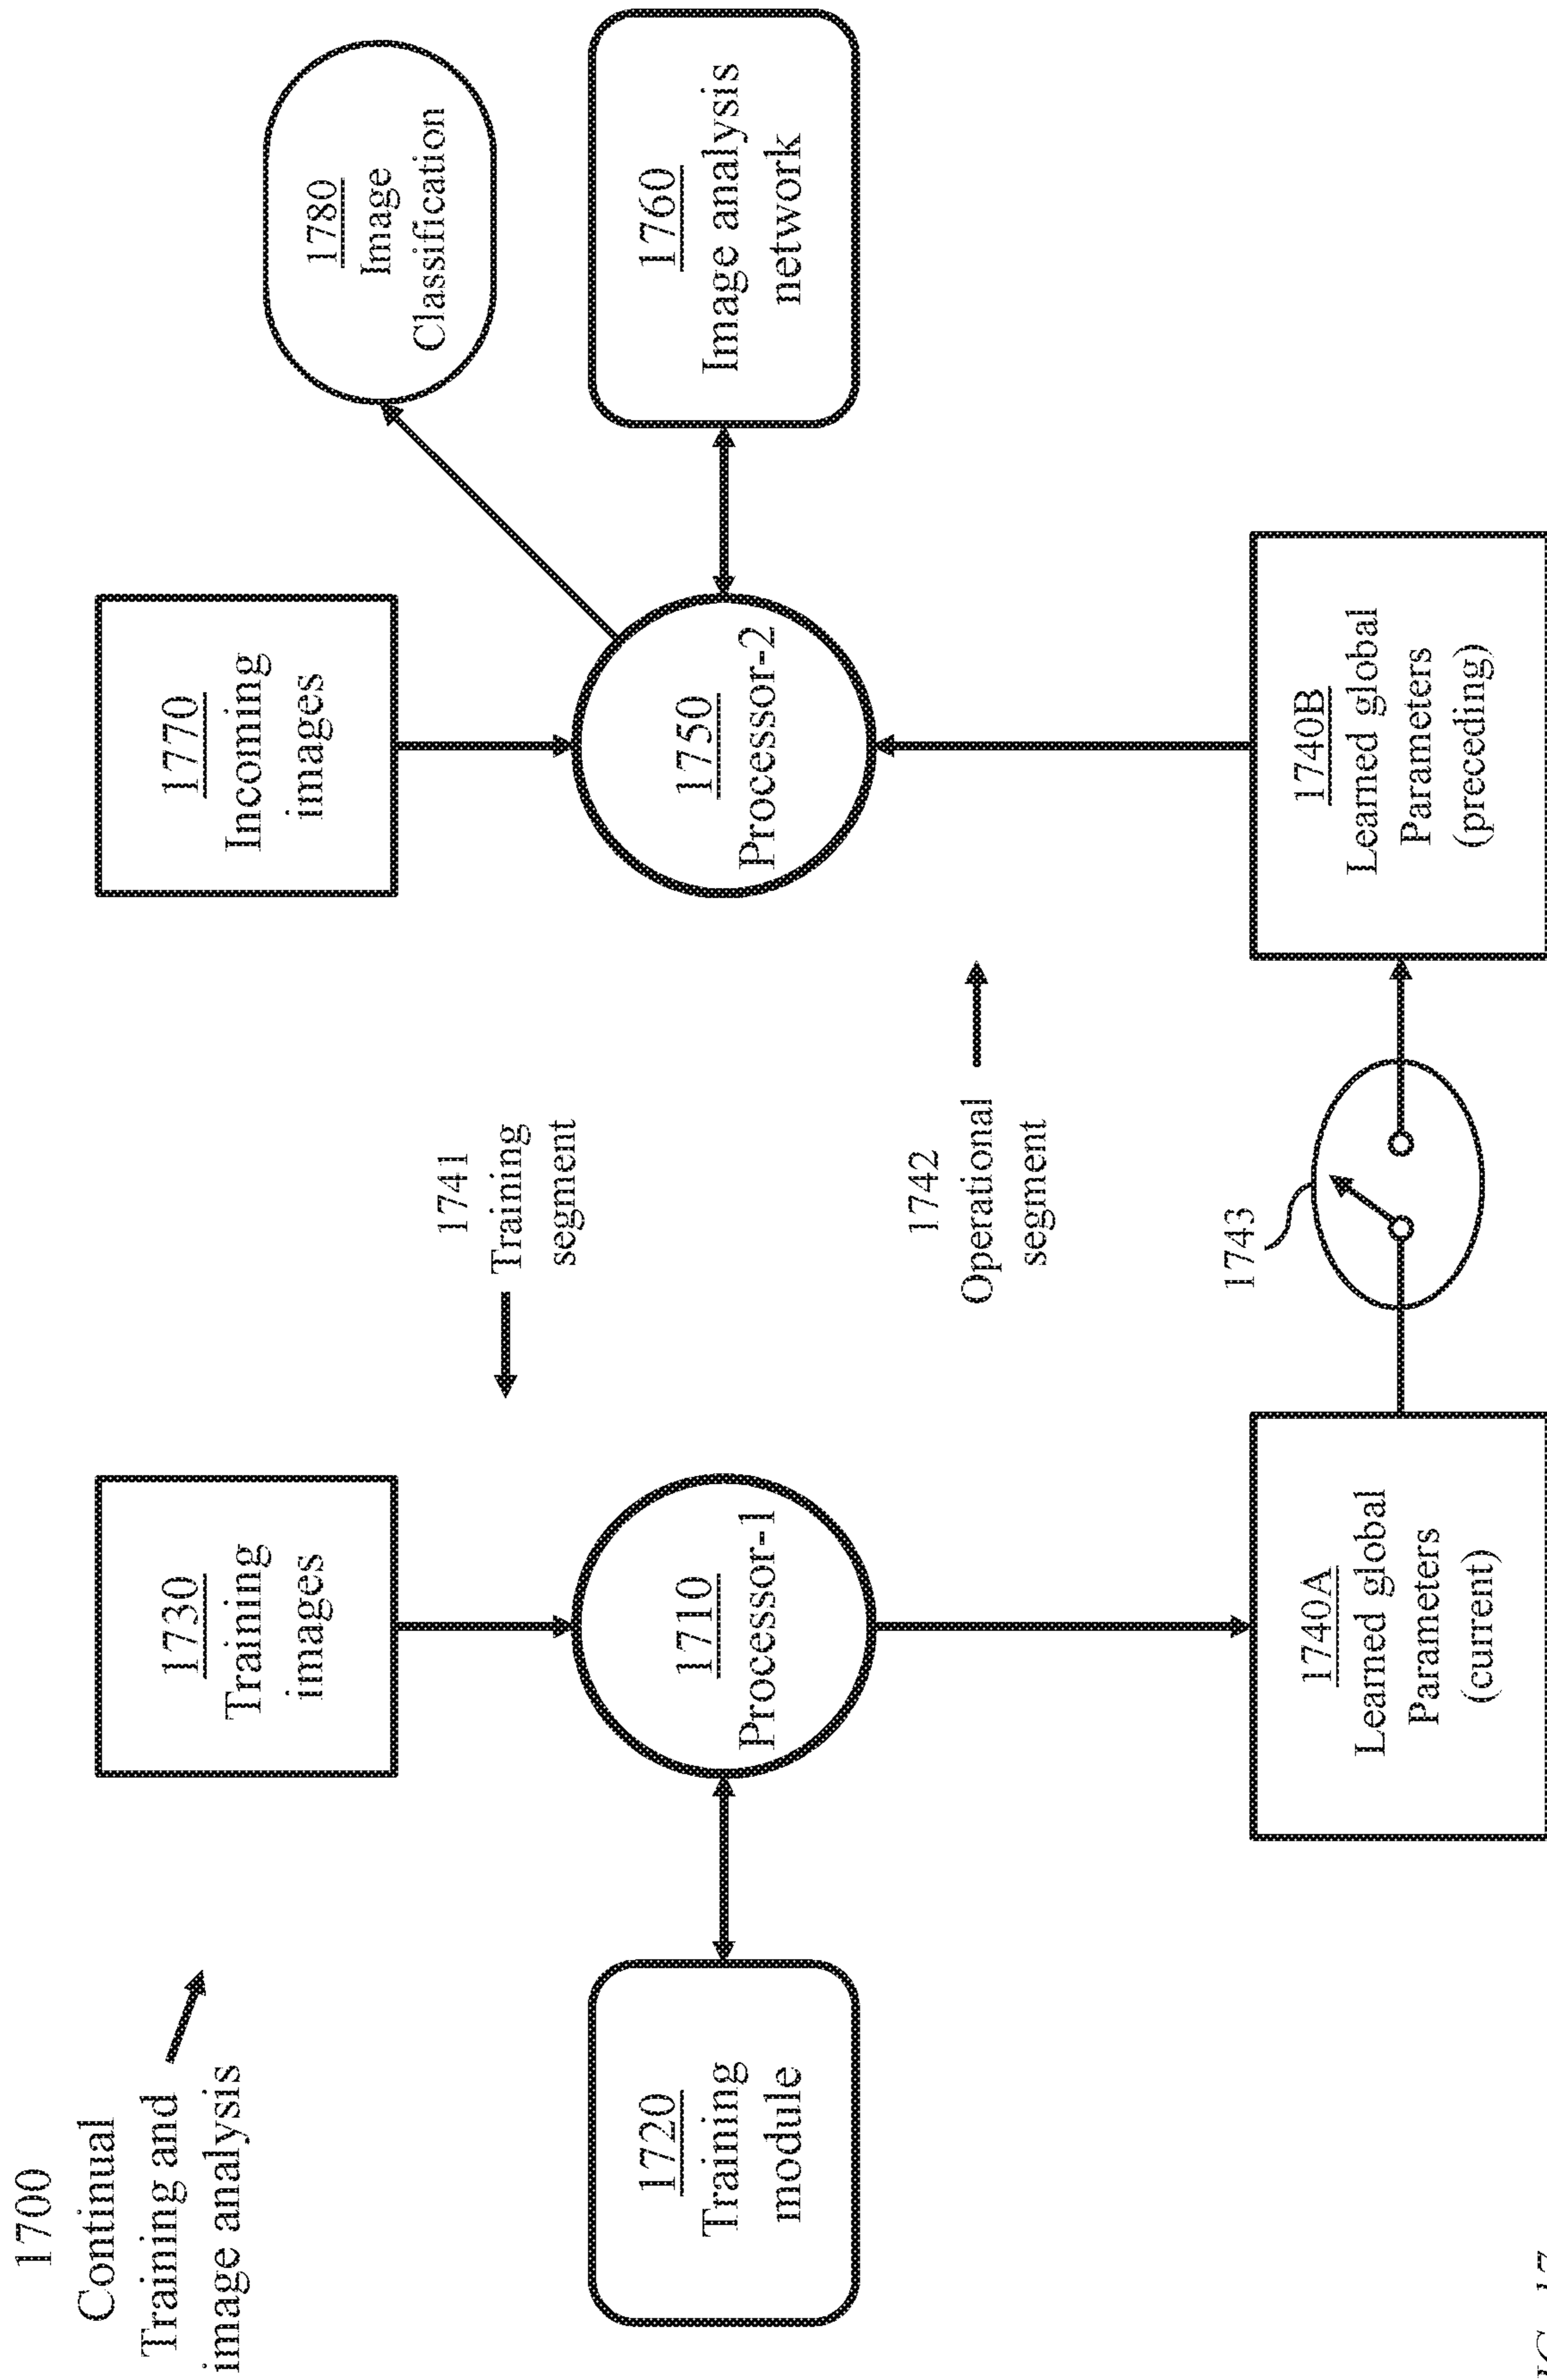 1700
Continual
Training and
image analysis
1730
Training
images
1741
Training
segment
1770
Incoming
images
1780
Image
Classification
1720
Training
module
1710
Processor-1
1742
Operational
segment
1750
Processor-2
1760
Image analysis
network
1740A
Learned global
Parameters
(current)
1743
1740B
Learned global
Parameters
(preceding)